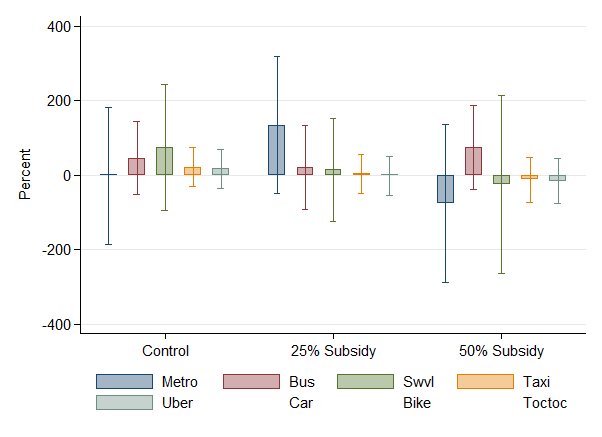 400
200
0
-200
-400
Percent
Control 25% Subsidy 50% Subsidy
Metro Bus Swvl Taxi
Uber Car Bike Toctoc